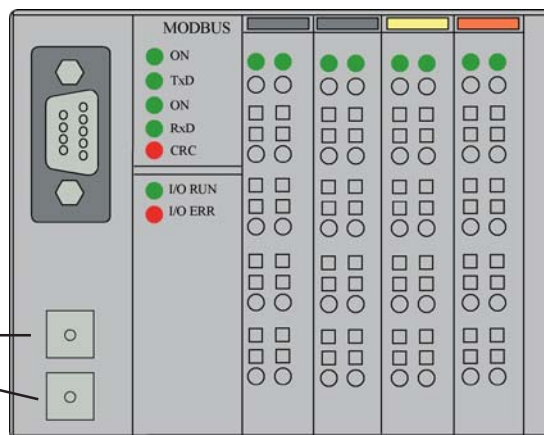 MODBUS
ON
TxD
ON
RxD
CRC
I/O RUN
I/O ERR